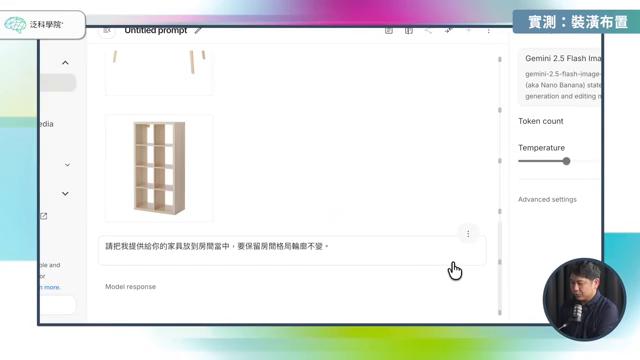 泛科學院
實測：裝潢布置
Untitled prompt
Gemini 2.5 Flash Ima
gemini-2.5-flash-image-
(aka Nano Banana) state
generation and editing m
edia
Token count
Temperature
Advanced settings
請把我提供給你的家具放到房間當中，要保留房間格局輪廓不變。
Model response
ple and
or
n more.